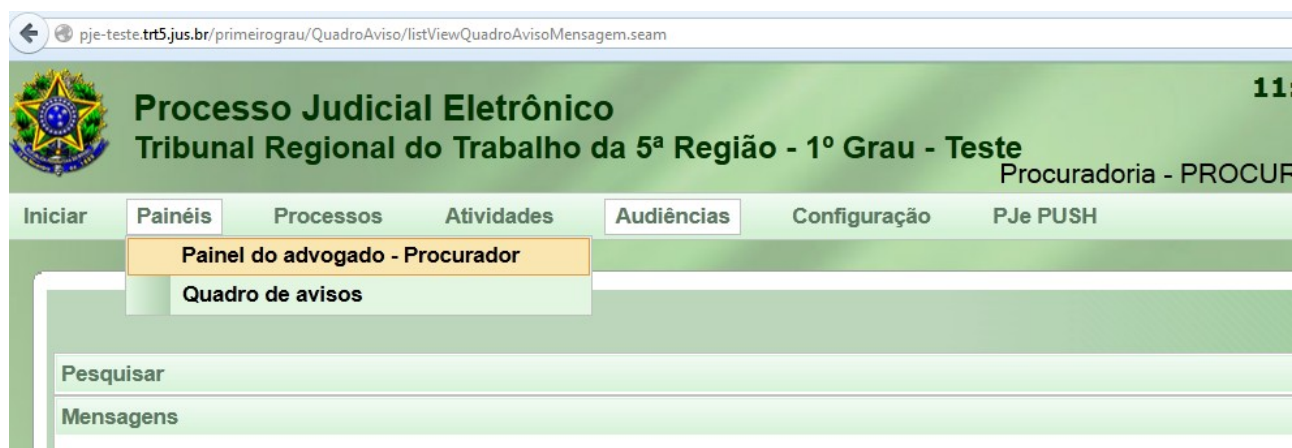 pje-teste.trt5.jus.br/primeirograu/QuadroAviso/listViewQuadroAvisoMensagem.seam
11:
Processo Judicial Eletrônico
Tribunal Regional do Trabalho da 5ª Região - 1º Grau - Teste
Procuradoria - PROCUR
Iniciar Painéis Processos Atividades Audiências Configuração PJe PUSH
Painel do advogado - Procurador
Quadro de avisos
Pesquisar
Mensagens